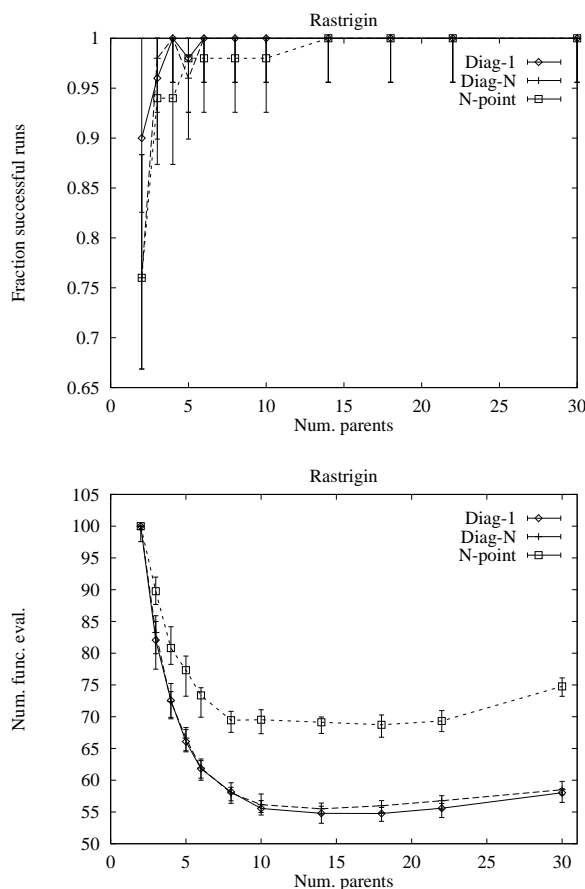 Rastrigin
1
0.95
0.9
0.85
0.8
0.75
0.7
0.65
Fraction successful runs
Diag-1
Diag-N
N-point
0 5 10 15 20 25 30
Num. parents
Rastrigin
105
100
95
90
85
80
75
70
65
60
55
50
Num. func. eval.
Diag-1
Diag-N
N-point
0 5 10 15 20 25 30
Num. parents